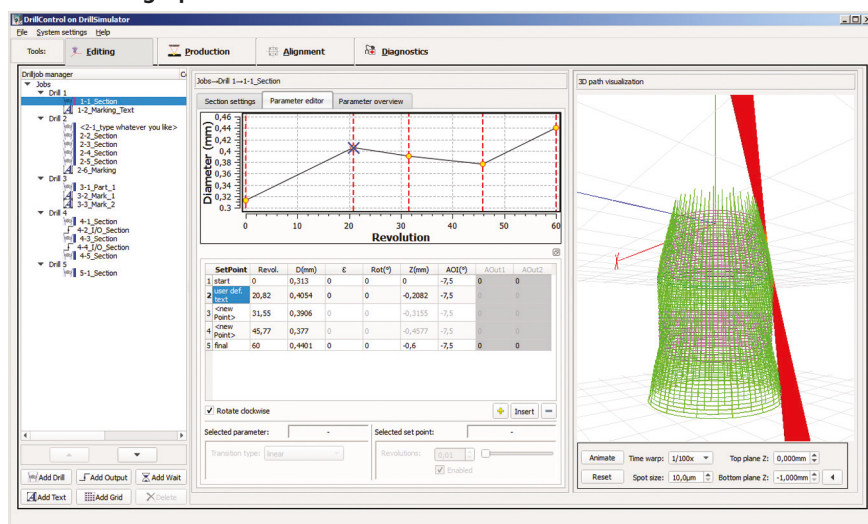 DrillControl on DrillSimulator
File System settings Help
Tools: Editing Production Alignment Diagnostics
Drilljob manager
Jobs
Drill 1
1-1_Section
1-2_Marking_Text
Drill 2
<2-1_type whatever you like>
2-2_Section
2-3_Section
2-4_Section
2-5_Section
2-6_Marking
Drill 3
3-1_Part_1
3-2_Mark_1
3-3_Mark_2
Drill 4
4-1_Section
4-2_I/O_Section
4-3_Section
4-4_I/O_Section
4-5_Section
Drill 5
5-1_Section
Add Drill Add Output Add Wait
Add Text Add Grid Delete
Jobs→Drill 1→1-1_Section
Section settings Parameter editor Parameter overview
Diameter (mm)
0,46
0,44
0,42
0,4
0,38
0,36
0,34
0,32
0.3
0 10 20 30 40 50 60
Revolution
SetPoint Revol. D(mm) ε Rot(°) Z(mm) AOI(°) AOut1 AOut2
1 start 0 0,313 0 0 0 -7,5 0 0
2 user def. text 20,82 0,4054 0 0 -0,2082 -7,5 0 0
3 <new Point> 31,55 0,3906 0 0 -0,3155 -7,5 0 0
4 <new Point> 45,77 0,377 0 0 -0,4577 -7,5 0 0
5 final 60 0,4401 0 0 -0,6 -7,5 0 0
Rotate clockwise
Insert
Selected parameter: - Selected set point: -
Transition type: linear Revolutions: 0,01
Enabled
3D path visualization
Animate Time warp: 1/100x Top plane Z: 0,000mm
Reset Spot size: 10,0µm Bottom plane Z: -1,000mm